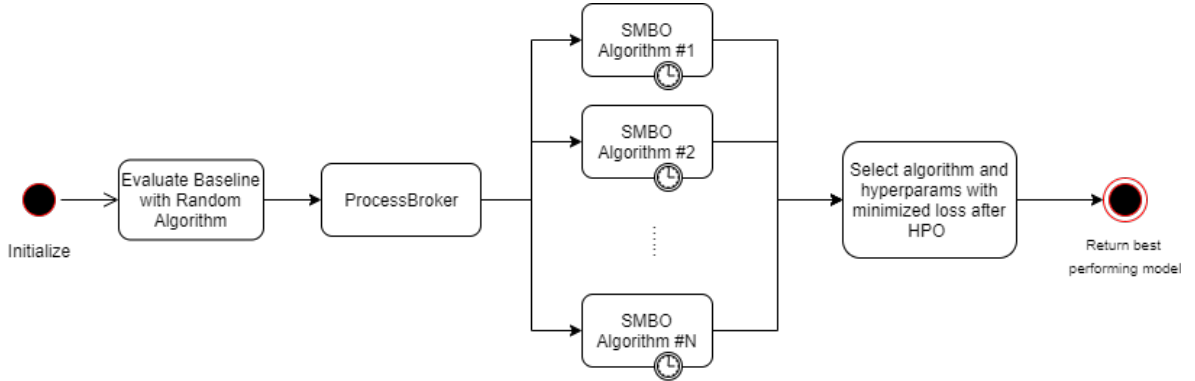 Initialize
Evaluate Baseline
with Random
Algorithm
ProcessBroker
SMBO
Algorithm #1
SMBO
Algorithm #2
SMBO
Algorithm #N
Select algorithm and
hyperparams with
minimized loss after
HPO
Return best
performing model